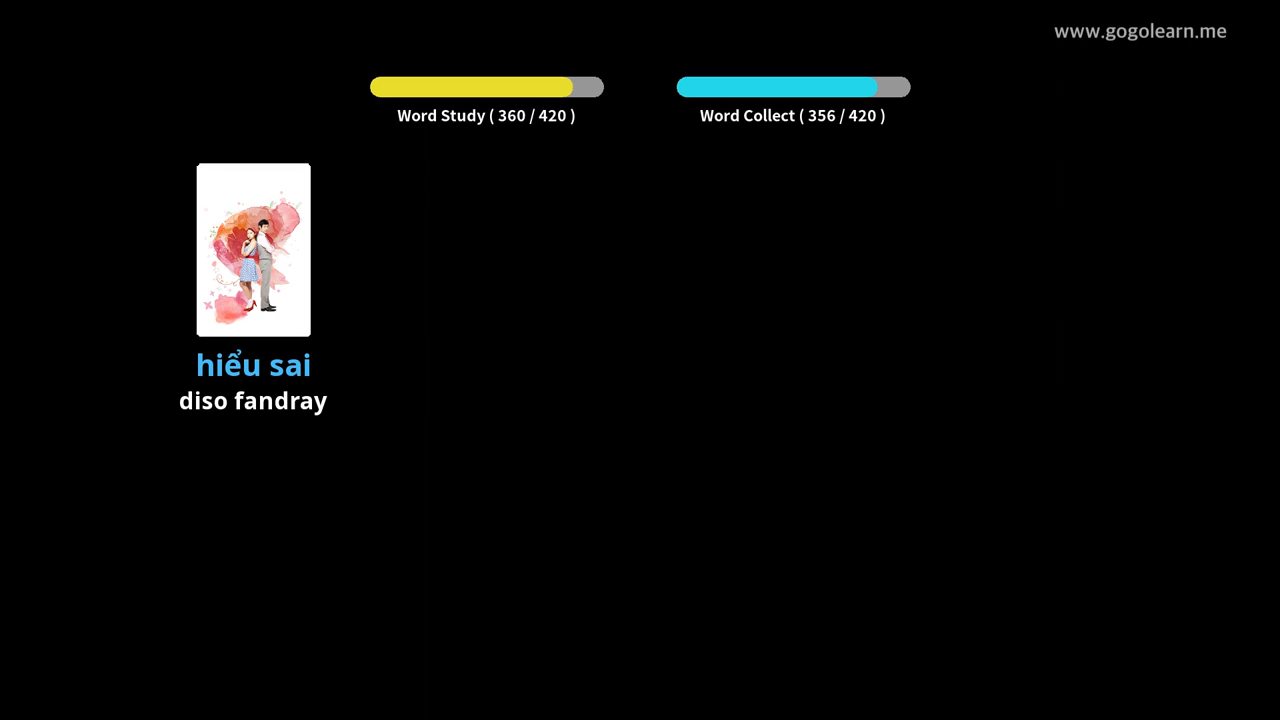 www.gogolearn.me
Word Study ( 360 / 420 )
Word Collect ( 356 / 420 )
hiểu sai
diso fandray